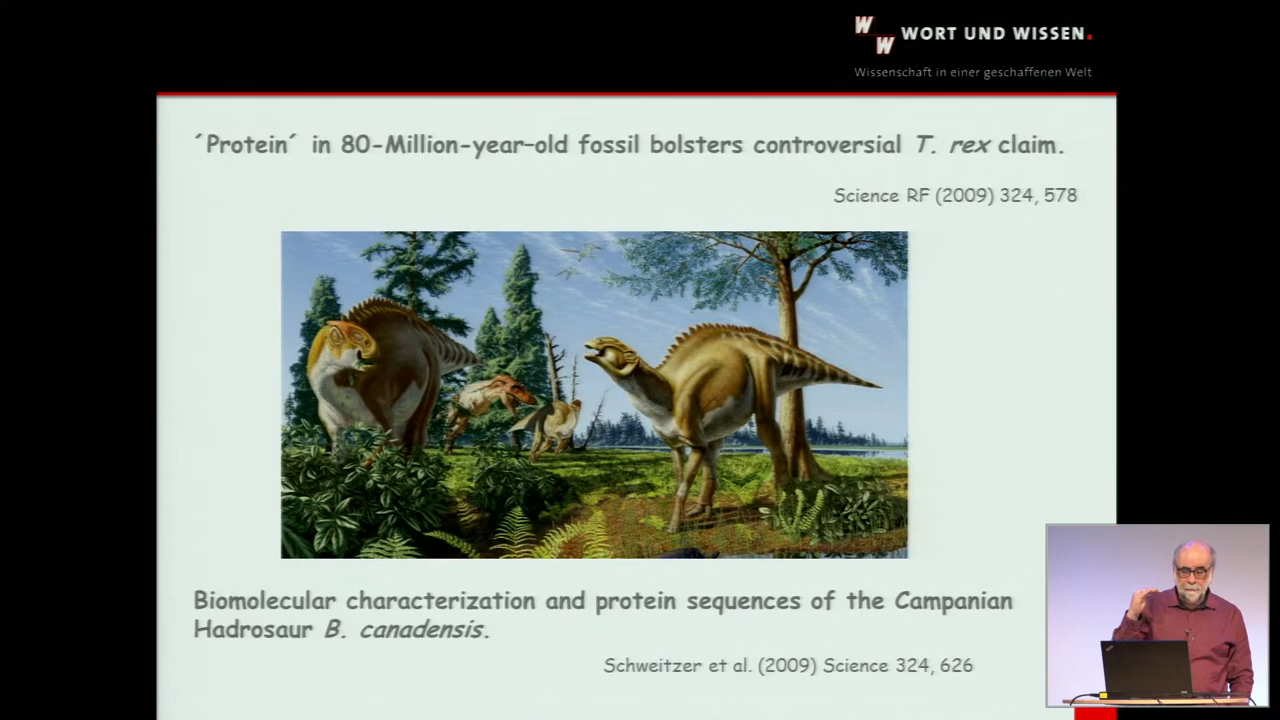 W
W WORT UND WISSEN.
Wissenschaft in einer geschaffenen Welt
´Protein´ in 80-Million-year-old fossil bolsters controversial T. rex claim.
Science RF (2009) 324, 578
Biomolecular characterization and protein sequences of the Campanian
Hadrosaur B. canadensis.
Schweitzer et al. (2009) Science 324, 626